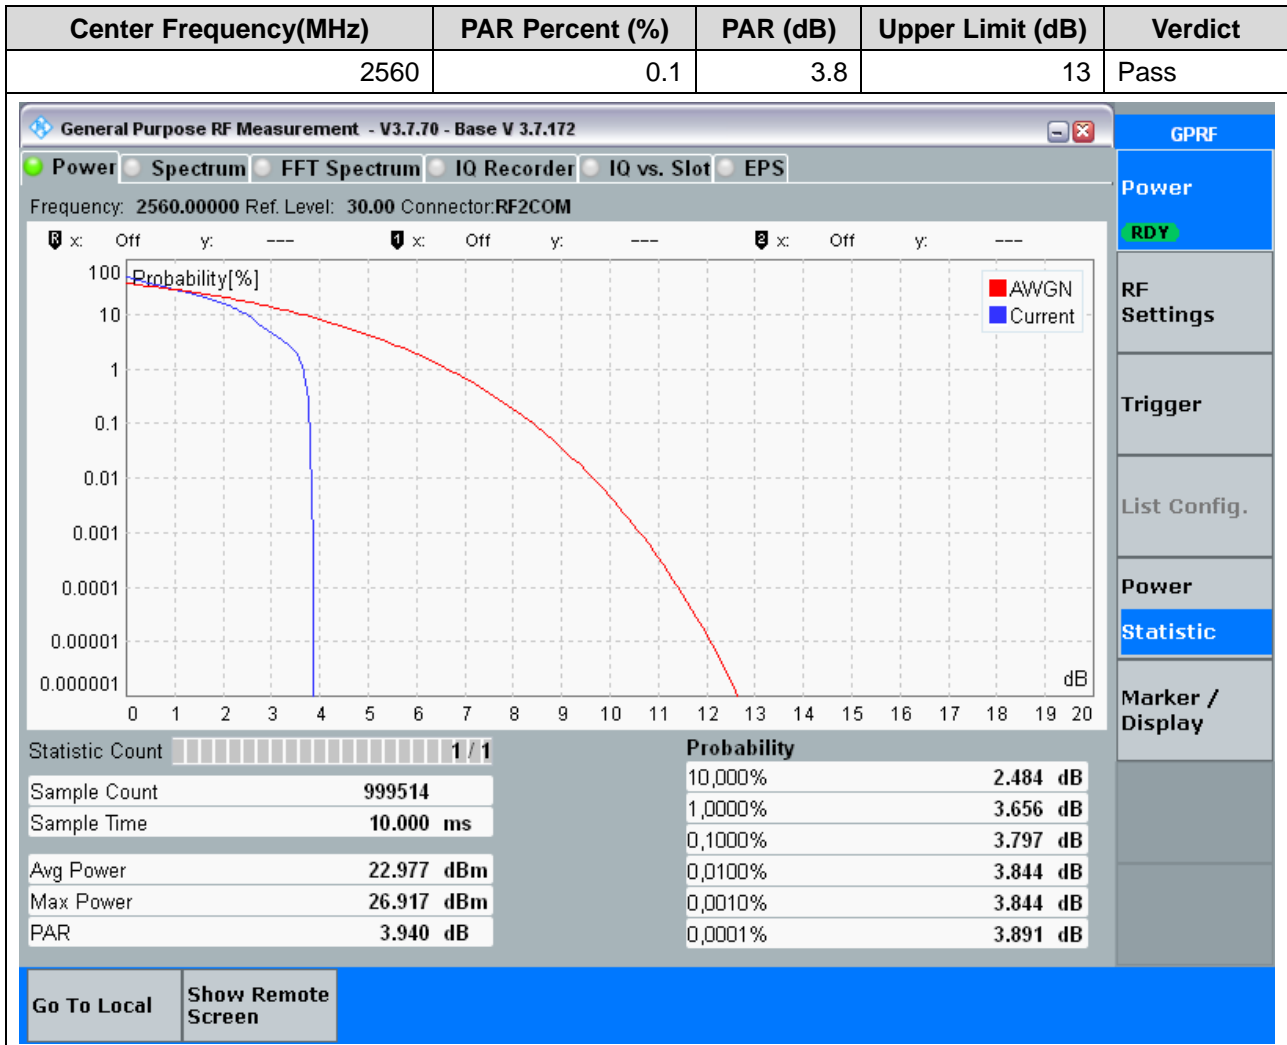 Center Frequency(MHz) PAR Percent (%) PAR (dB) Upper Limit (dB) Verdict
2560 0.1 3.8 13 Pass
General Purpose RF Measurement - V3.7.70 - Base V 3.7.172
GPRF
Power Spectrum FFT Spectrum IQ Recorder IQ vs. Slot EPS
Power
RDY
Frequency: 2560.00000 Ref. Level: 30.00 Connector:RF2COM
R x: Off y: --- 1 x: Off y: --- 2 x: Off y: ---
Probability[%]
100
10
1
0.1
0.01
0.001
0.0001
0.00001
0.000001
AWGN
Current
dB
0 1 2 3 4 5 6 7 8 9 10 11 12 13 14 15 16 17 18 19 20
RF
Settings
Trigger
List Config.
Power
Statistic
Marker /
Display
Statistic Count 1 / 1
Sample Count 999514
Sample Time 10.000 ms
Avg Power 22.977 dBm
Max Power 26.917 dBm
PAR 3.940 dB
Probability
10,000% 2.484 dB
1,0000% 3.656 dB
0,1000% 3.797 dB
0,0100% 3.844 dB
0,0010% 3.844 dB
0,0001% 3.891 dB
Go To Local
Show Remote
Screen